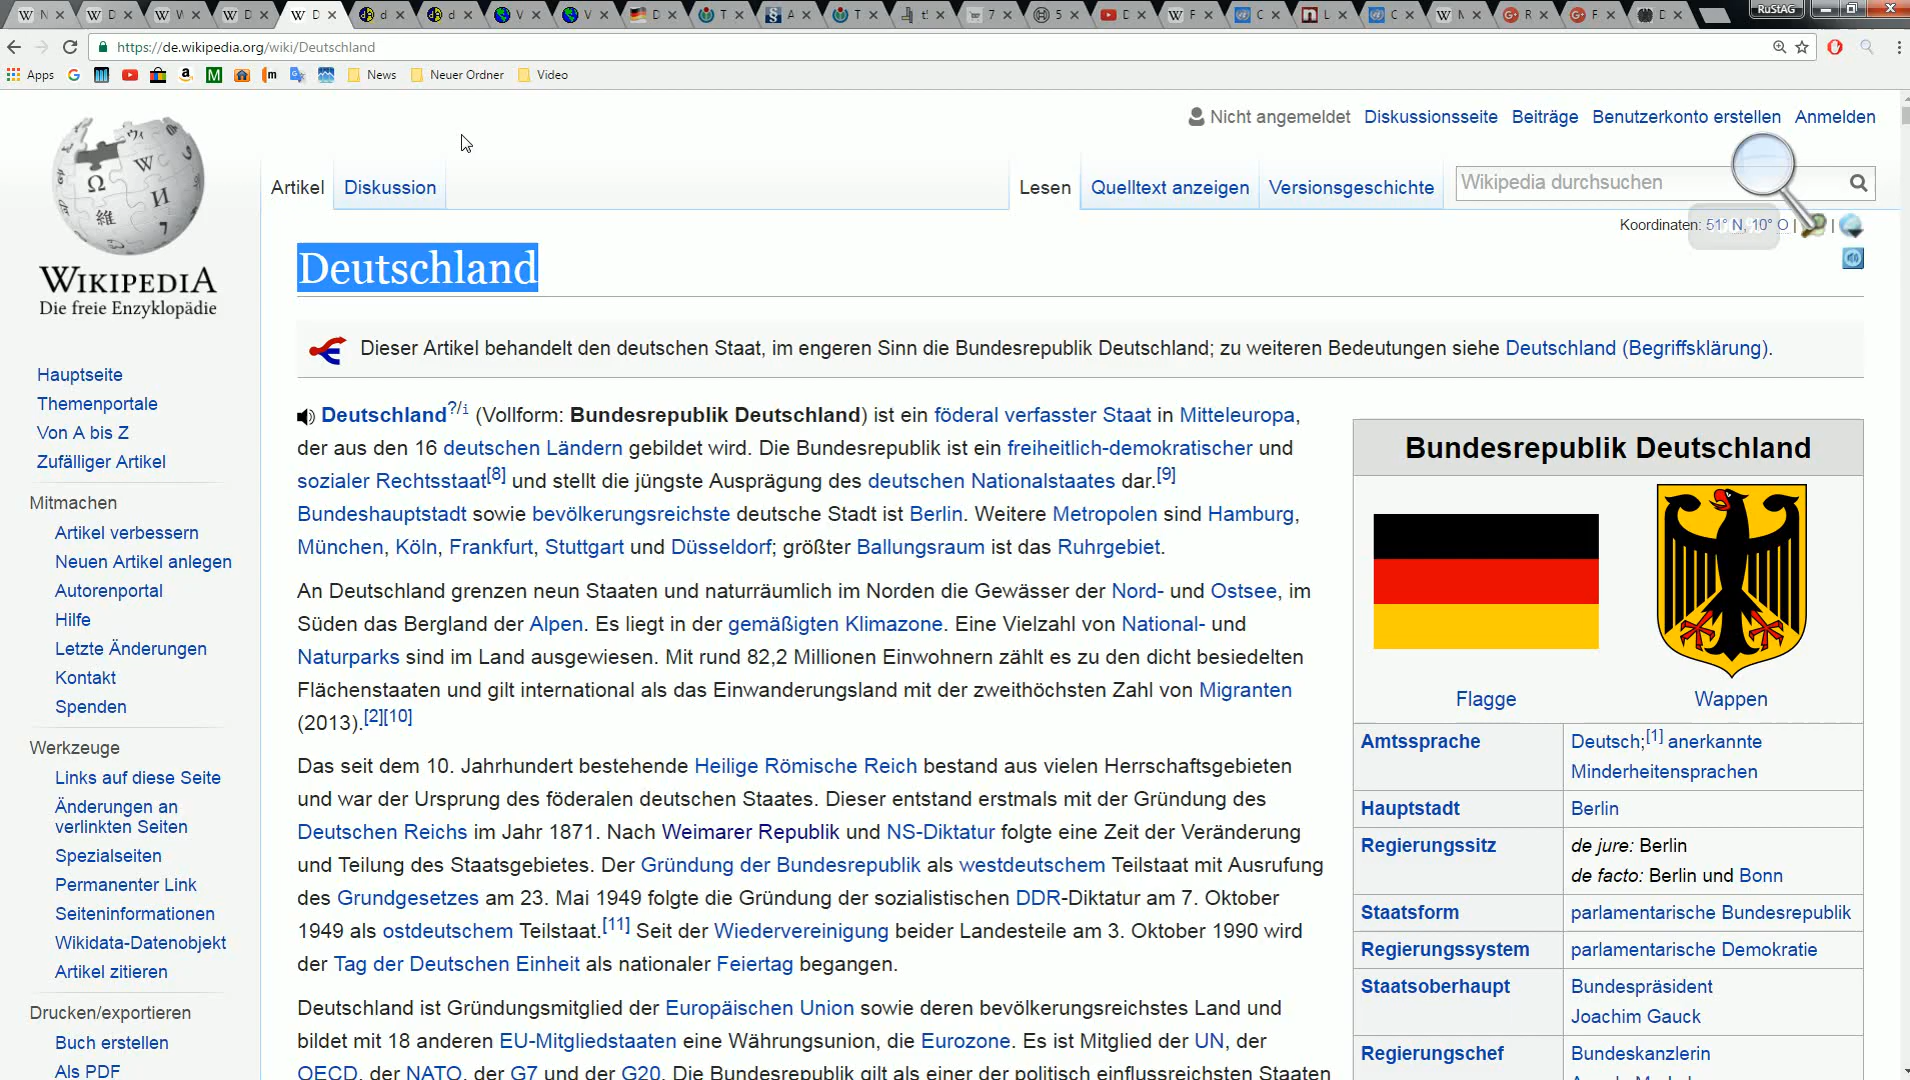 N
D
W
D
D
d
d
V
V
D
T
A
T
t!
7
5
D
F
C
L
C
N
R
F
D
RuStAG
https://de.wikipedia.org/wiki/Deutschland
Apps
News
Neuer Ordner
Video
Nicht angemeldet Diskussionsseite Beiträge Benutzerkonto erstellen Anmelden
Artikel Diskussion Lesen Quelltext anzeigen Versionsgeschichte Wikipedia durchsuchen
Koordinaten: 51° N, 10° O | |
WIKIPEDIA
Die freie Enzyklopädie
Hauptseite
Themenportale
Von A bis Z
Zufälliger Artikel
Mitmachen
Artikel verbessern
Neuen Artikel anlegen
Autorenportal
Hilfe
Letzte Änderungen
Kontakt
Spenden
Werkzeuge
Links auf diese Seite
Änderungen an
verlinkten Seiten
Spezialseiten
Permanenter Link
Seiteninformationen
Wikidata-Datenobjekt
Artikel zitieren
Drucken/exportieren
Buch erstellen
Als PDF
Deutschland
Dieser Artikel behandelt den deutschen Staat, im engeren Sinn die Bundesrepublik Deutschland; zu weiteren Bedeutungen siehe Deutschland (Begriffsklärung).
Deutschland?/i (Vollform: Bundesrepublik Deutschland) ist ein föderal verfasster Staat in Mitteleuropa,
der aus den 16 deutschen Ländern gebildet wird. Die Bundesrepublik ist ein freiheitlich-demokratischer und
sozialer Rechtsstaat[8] und stellt die jüngste Ausprägung des deutschen Nationalstaates dar.[9]
Bundeshauptstadt sowie bevölkerungsreichste deutsche Stadt ist Berlin. Weitere Metropolen sind Hamburg,
München, Köln, Frankfurt, Stuttgart und Düsseldorf; größter Ballungsraum ist das Ruhrgebiet.
An Deutschland grenzen neun Staaten und naturräumlich im Norden die Gewässer der Nord- und Ostsee, im
Süden das Bergland der Alpen. Es liegt in der gemäßigten Klimazone. Eine Vielzahl von National- und
Naturparks sind im Land ausgewiesen. Mit rund 82,2 Millionen Einwohnern zählt es zu den dicht besiedelten
Flächenstaaten und gilt international als das Einwanderungsland mit der zweithöchsten Zahl von Migranten
(2013).[2][10]
Das seit dem 10. Jahrhundert bestehende Heilige Römische Reich bestand aus vielen Herrschaftsgebieten
und war der Ursprung des föderalen deutschen Staates. Dieser entstand erstmals mit der Gründung des
Deutschen Reichs im Jahr 1871. Nach Weimarer Republik und NS-Diktatur folgte eine Zeit der Veränderung
und Teilung des Staatsgebietes. Der Gründung der Bundesrepublik als westdeutschem Teilstaat mit Ausrufung
des Grundgesetzes am 23. Mai 1949 folgte die Gründung der sozialistischen DDR-Diktatur am 7. Oktober
1949 als ostdeutschem Teilstaat.[11] Seit der Wiedervereinigung beider Landesteile am 3. Oktober 1990 wird
der Tag der Deutschen Einheit als nationaler Feiertag begangen.
Deutschland ist Gründungsmitglied der Europäischen Union sowie deren bevölkerungsreichstes Land und
bildet mit 18 anderen EU-Mitgliedstaaten eine Währungsunion, die Eurozone. Es ist Mitglied der UN, der
OECD, der NATO, der G7 und der G20. Die Bundesrepublik gilt als einer der politisch einflussreichsten Staaten
Bundesrepublik Deutschland
Flagge Wappen
Amtssprache Deutsch;[1] anerkannte
Minderheitensprachen
Hauptstadt Berlin
Regierungssitz de jure: Berlin
de facto: Berlin und Bonn
Staatsform parlamentarische Bundesrepublik
Regierungssystem parlamentarische Demokratie
Staatsoberhaupt Bundespräsident
Joachim Gauck
Regierungschef Bundeskanzlerin